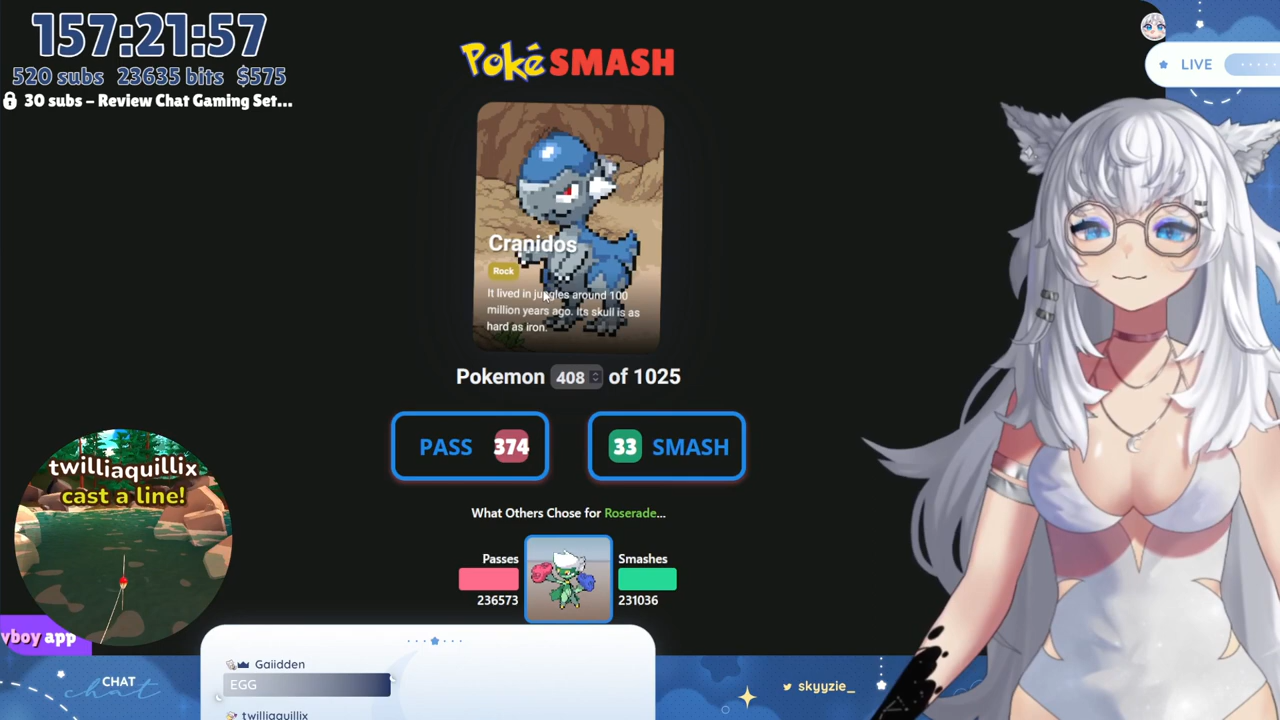 157:21:57
520 subs 23635 bits $575
30 subs – Review Chat Gaming Set...
PokéSMASH
LIVE
Cranidos
Rock
It lived in jungles around 100
million years ago. Its skull is as
hard as iron.
Pokemon 408 of 1025
PASS 374
33 SMASH
What Others Chose for Roserade...
Passes
Smashes
236573
231036
twilliaquillix
cast a line!
vboy app
CHAT
chat
Gaiidden
EGG
twilliaquillix
skyyzie_